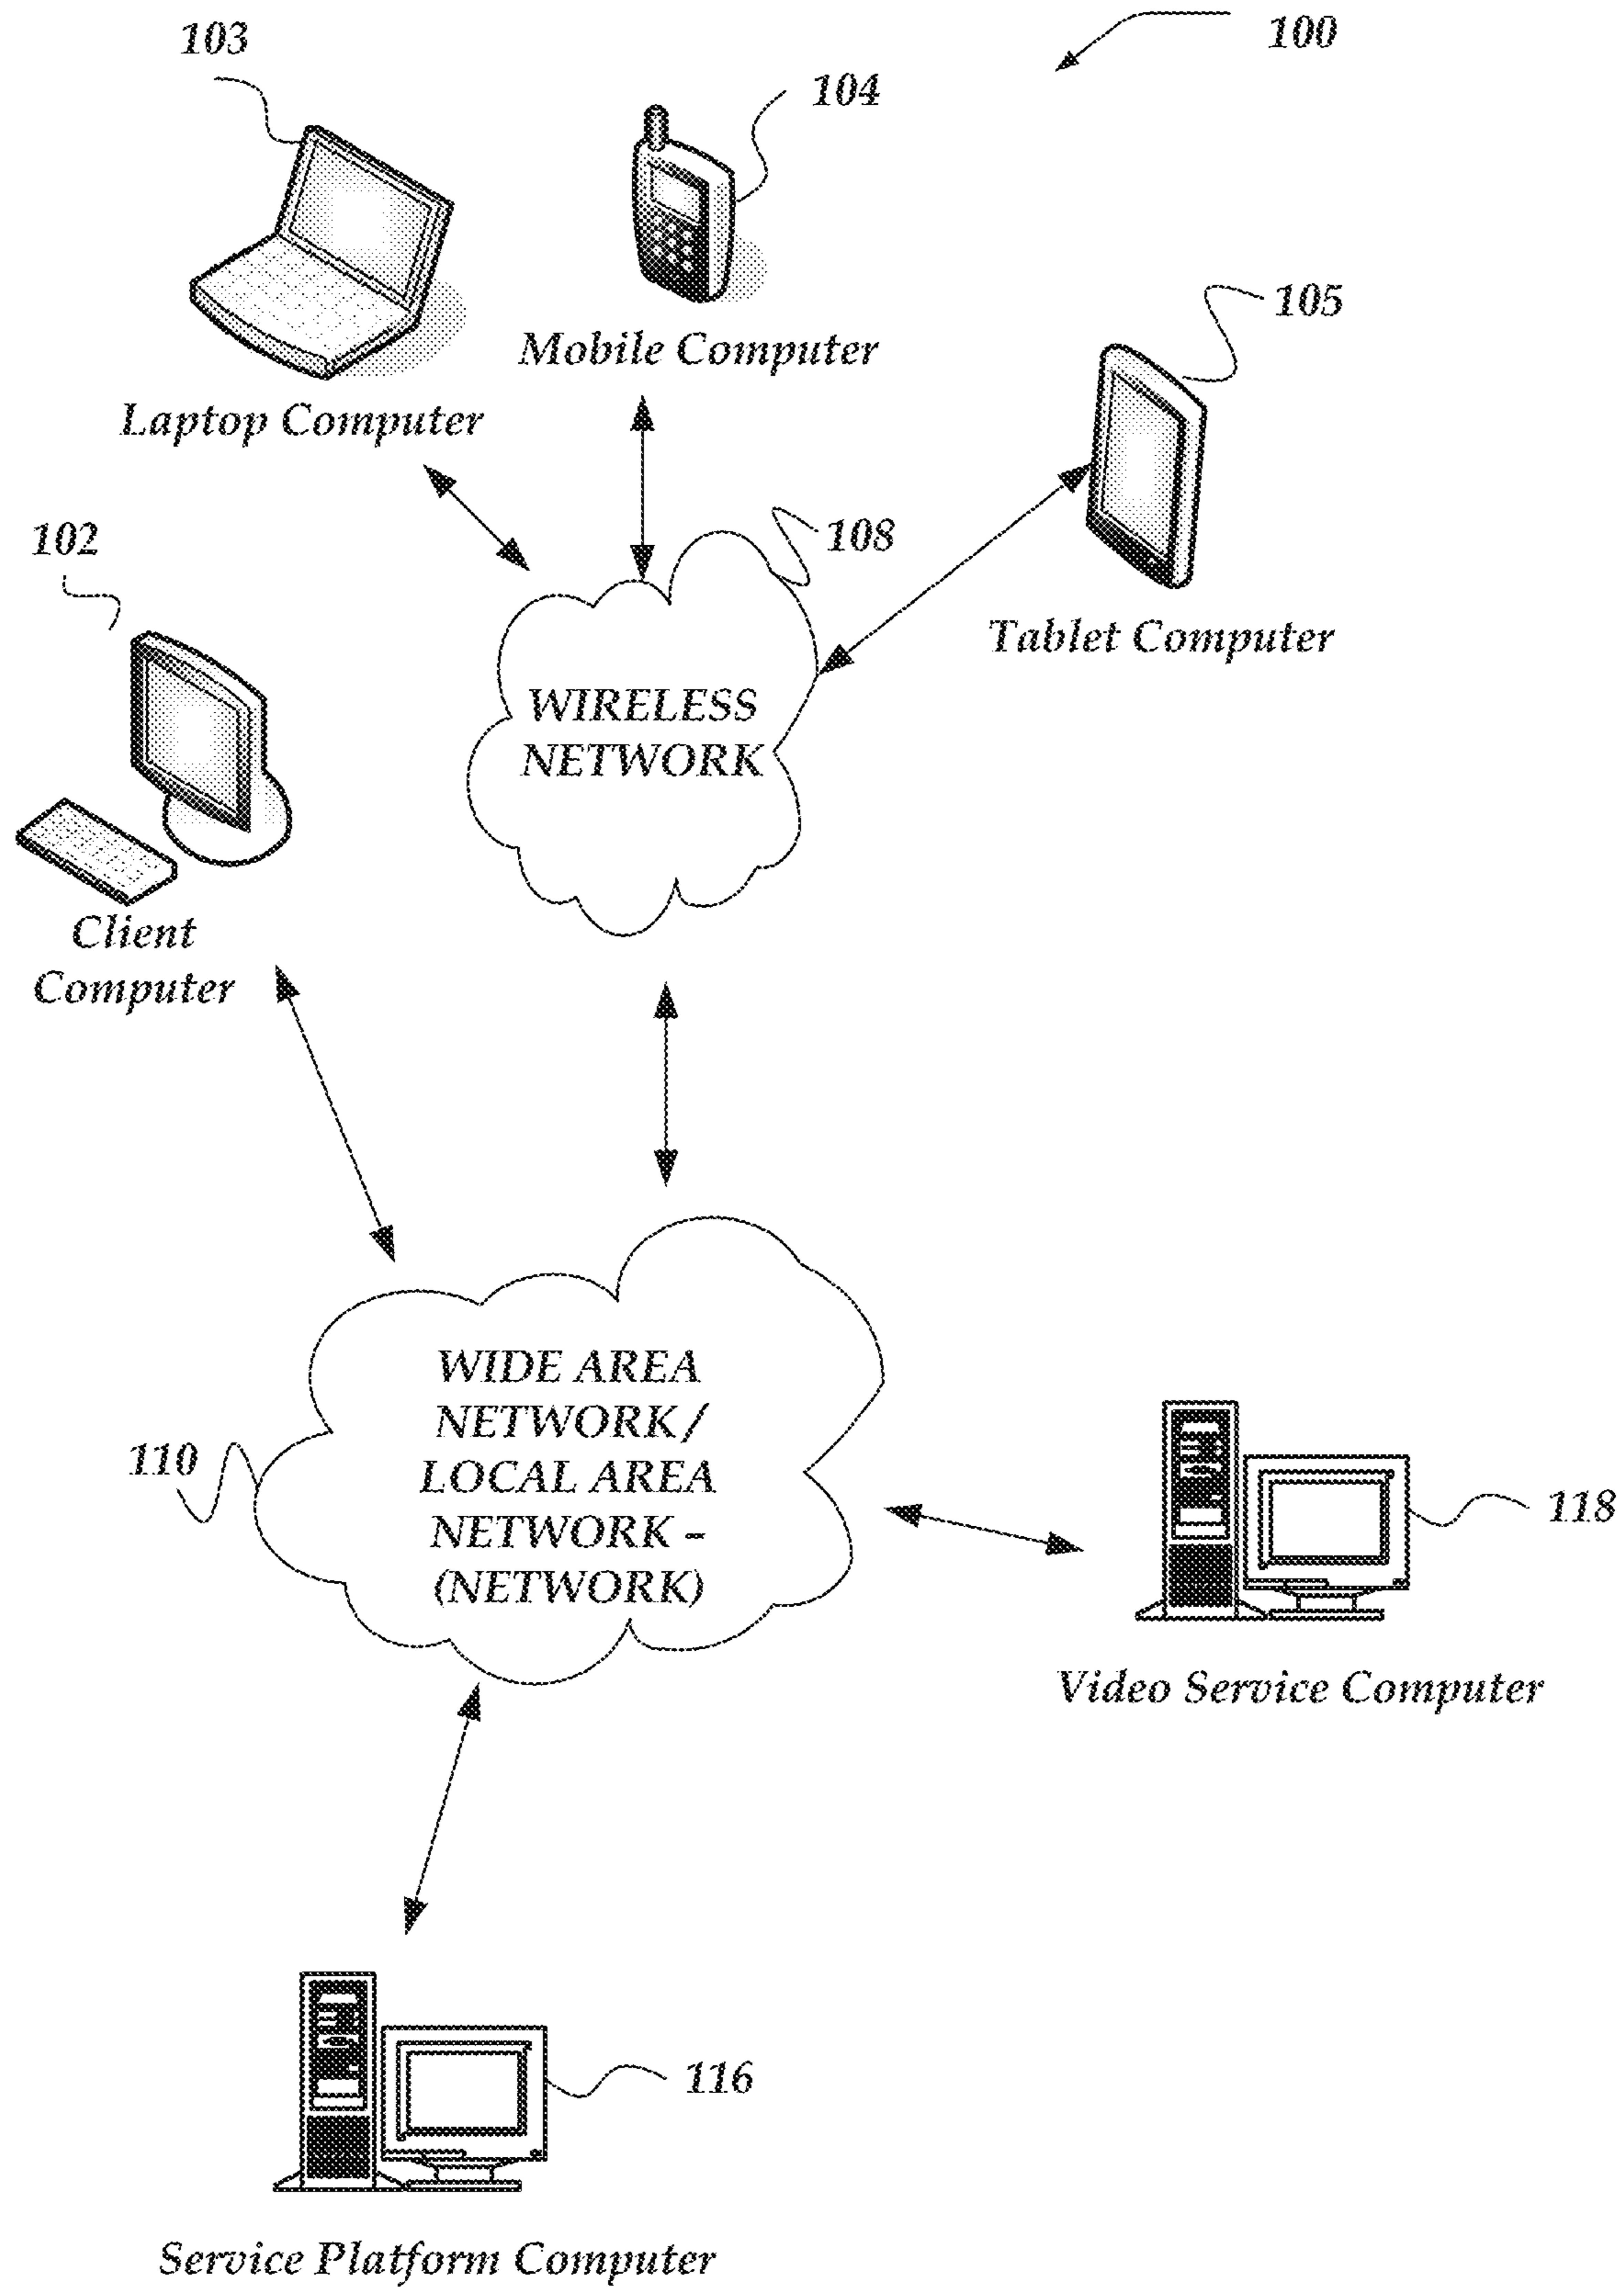 103
104
100
105
Mobile Computer
Laptop Computer
108
102
Tablet Computer
WIRELESS
NETWORK
Client
Computer
WIDE AREA
NETWORK /
LOCAL AREA
NETWORK –
(NETWORK)
110
118
Video Service Computer
116
Service Platform Computer